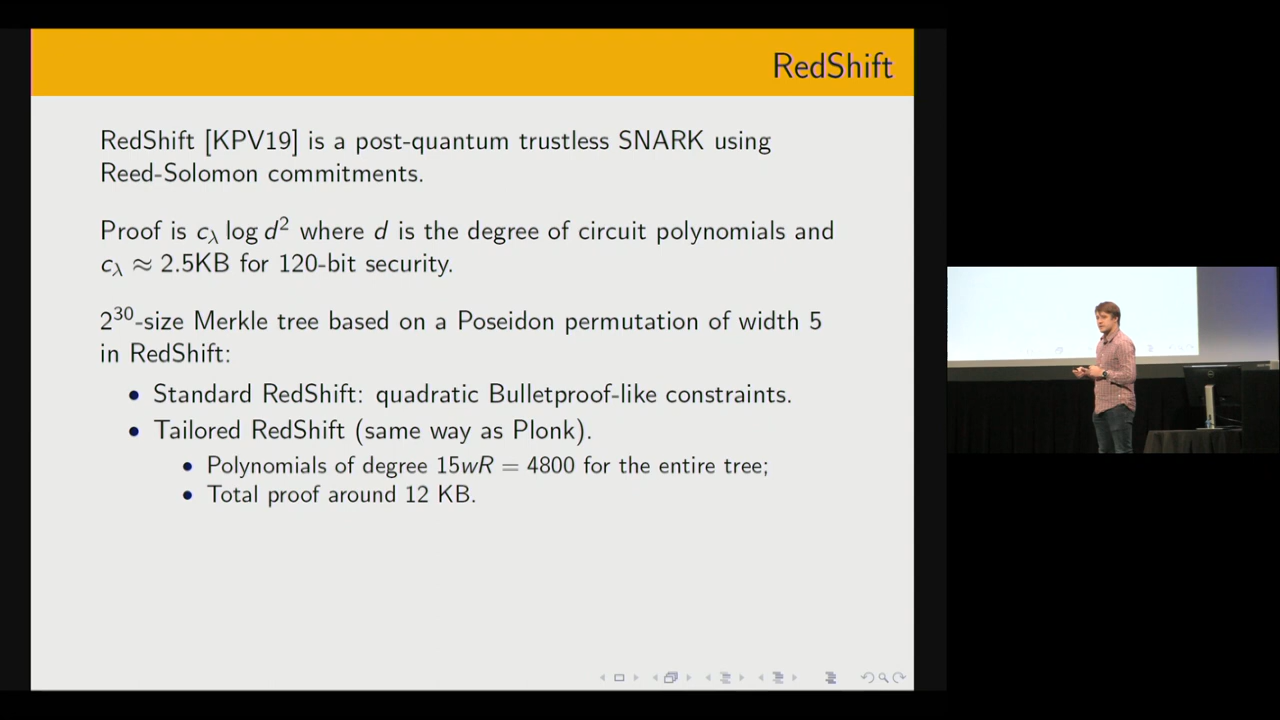 RedShift
RedShift [KPV19] is a post-quantum trustless SNARK using
Reed-Solomon commitments.
Proof is c_λ log d² where d is the degree of circuit polynomials and
c_λ ≈ 2.5KB for 120-bit security.
2³⁰-size Merkle tree based on a Poseidon permutation of width 5
in RedShift:
• Standard RedShift: quadratic Bulletproof-like constraints.
• Tailored RedShift (same way as Plonk).
• Polynomials of degree 15wR = 4800 for the entire tree;
• Total proof around 12 KB.